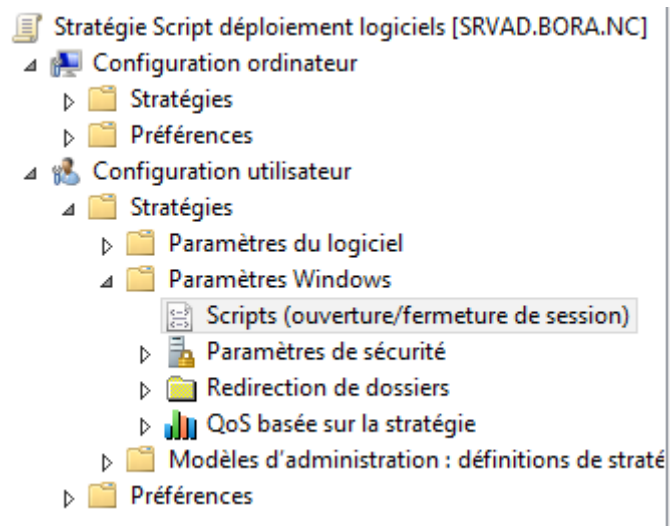 Stratégie Script déploiement logiciels [SRVAD.BORA.NC]
Configuration ordinateur
Stratégies
Préférences
Configuration utilisateur
Stratégies
Paramètres du logiciel
Paramètres Windows
Scripts (ouverture/fermeture de session)
Paramètres de sécurité
Redirection de dossiers
QoS basée sur la stratégie
Modèles d'administration : définitions de straté
Préférences